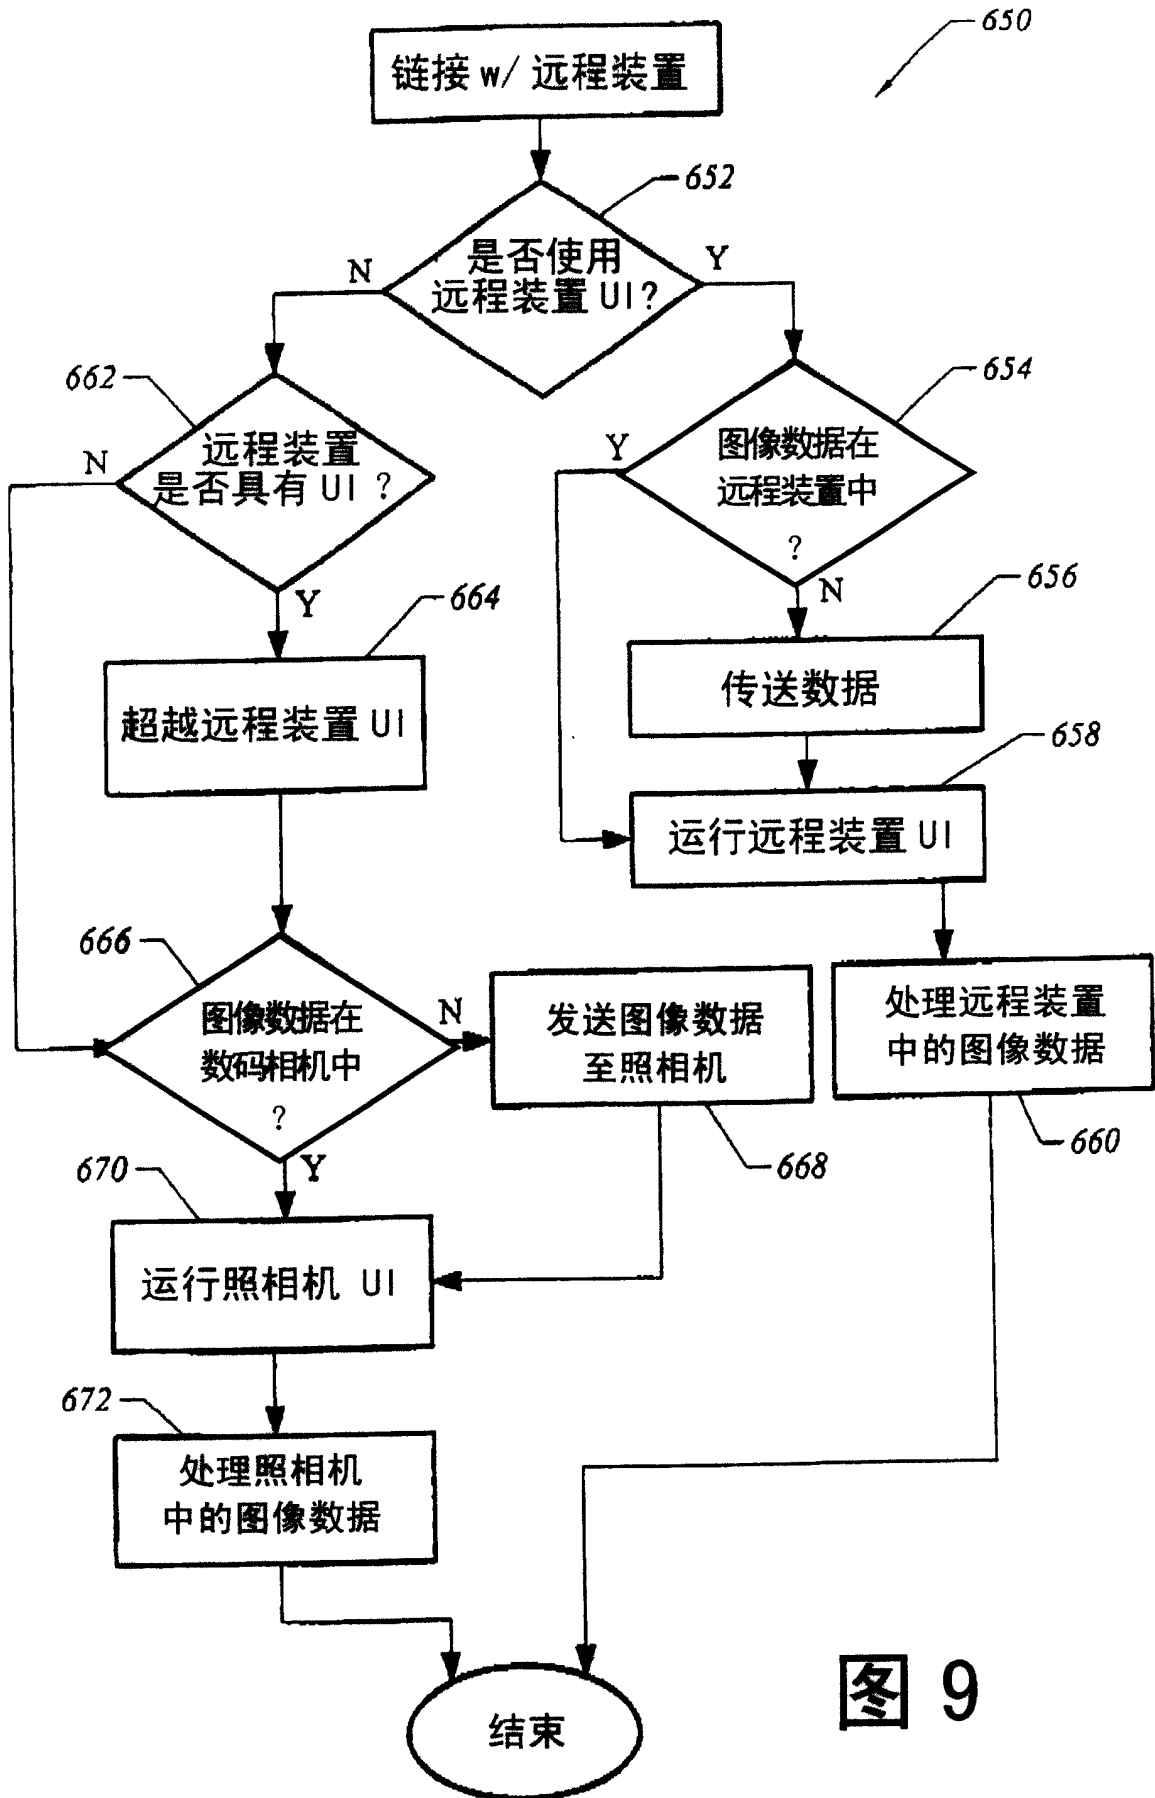 650
链接 w/ 远程装置
652
是否使用
远程装置 UI?
N
Y
662
654
远程装置
是否具有 UI ?
N
Y
图像数据在
远程装置中
?
Y
N
664
656
超越远程装置 UI
传送数据
658
运行远程装置 UI
666
图像数据在
数码相机中
?
N
Y
发送图像数据
至照相机
处理远程装置
中的图像数据
670
668
660
运行照相机 UI
672
处理照相机
中的图像数据
结束
图 9